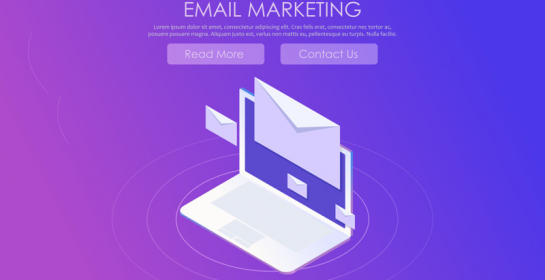 EMAIL MARKETING
Lorem ipsum dolor sit amet, consectetur adipiscing elit. Cras felis erat, consectetur nec tortor ac,
posuere posuere magna. Aliquam justo est, varius non mattis eu, pellentesque eu turpis. Nulla facilisi.
Read More
Contact Us